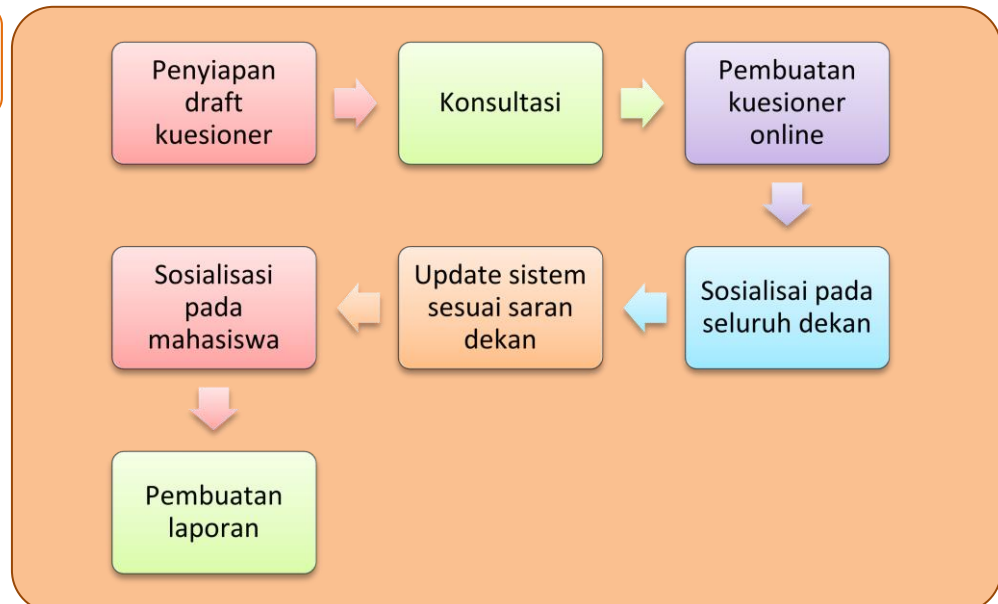 Penyiapan
draft
kuesioner
Konsultasi
Pembuatan
kuesioner
online
Sosialisai pada
seluruh dekan
Update sistem
sesuai saran
dekan
Sosialisasi
pada
mahasiswa
Pembuatan
laporan